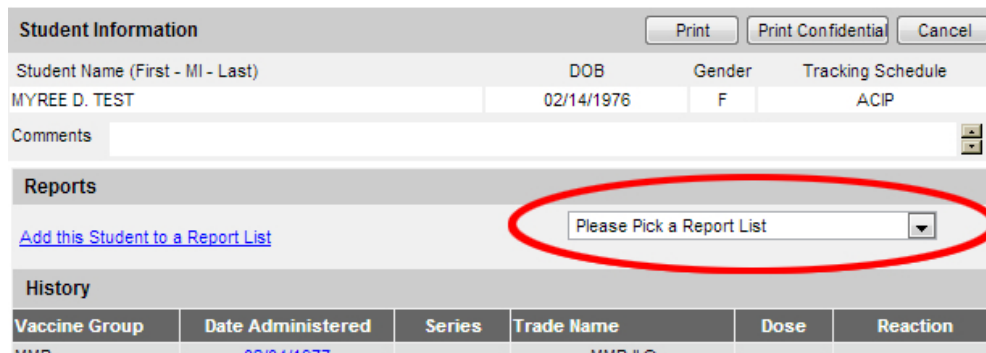 Student Information Print Print Confidential Cancel
Student Name (First - MI - Last) DOB Gender Tracking Schedule
MYREE D. TEST 02/14/1976 F ACIP
Comments
Reports
Add this Student to a Report List Please Pick a Report List
History
Vaccine Group Date Administered Series Trade Name Dose Reaction